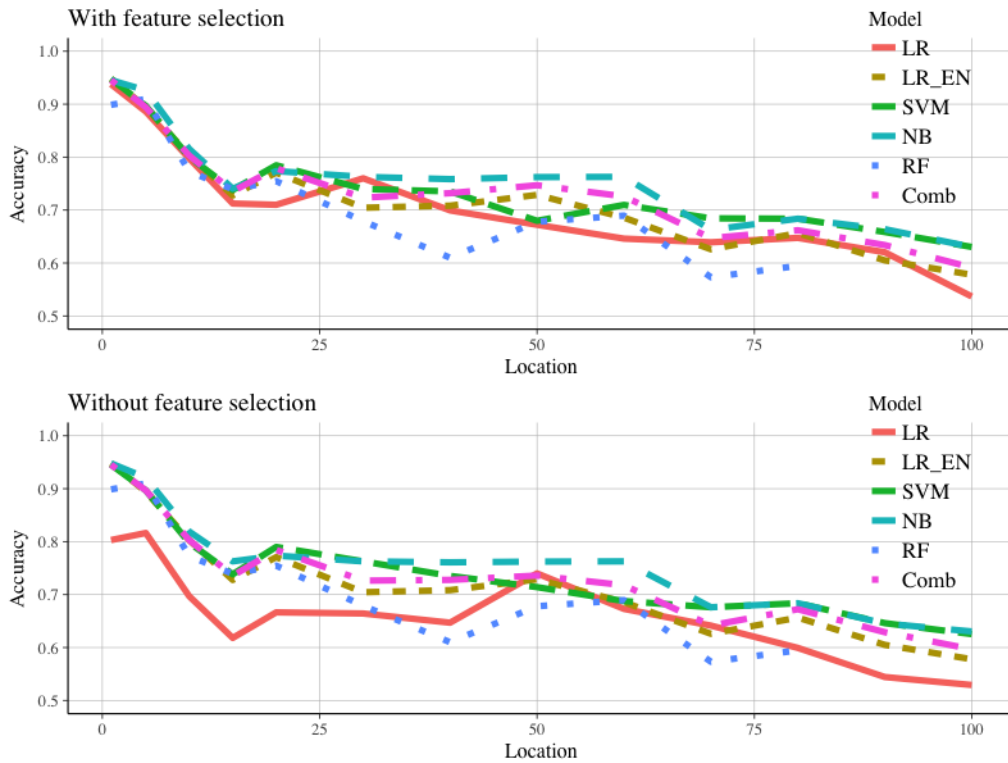 With feature selection
Model
LR
LR_EN
SVM
NB
RF
Comb
1.0
0.9
0.8
0.7
0.6
0.5
Accuracy
0
25
50
75
100
Location
Without feature selection
Model
LR
LR_EN
SVM
NB
RF
Comb
1.0
0.9
0.8
0.7
0.6
0.5
Accuracy
0
25
50
75
100
Location